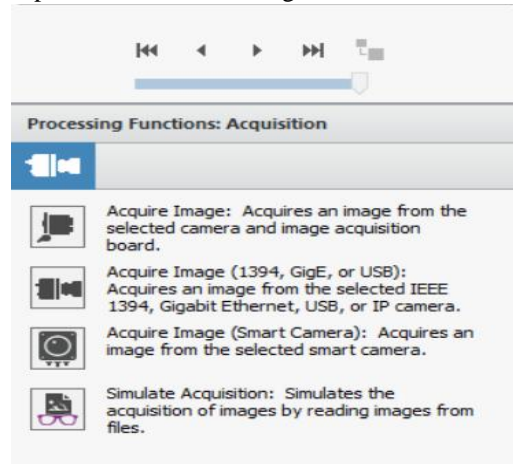 Processing Functions: Acquisition
Acquire Image: Acquires an image from the
selected camera and image acquisition
board.
Acquire Image (1394, GigE, or USB):
Acquires an image from the selected IEEE
1394, Gigabit Ethernet, USB, or IP camera.
Acquire Image (Smart Camera): Acquires an
image from the selected smart camera.
Simulate Acquisition: Simulates the
acquisition of images by reading images from
files.